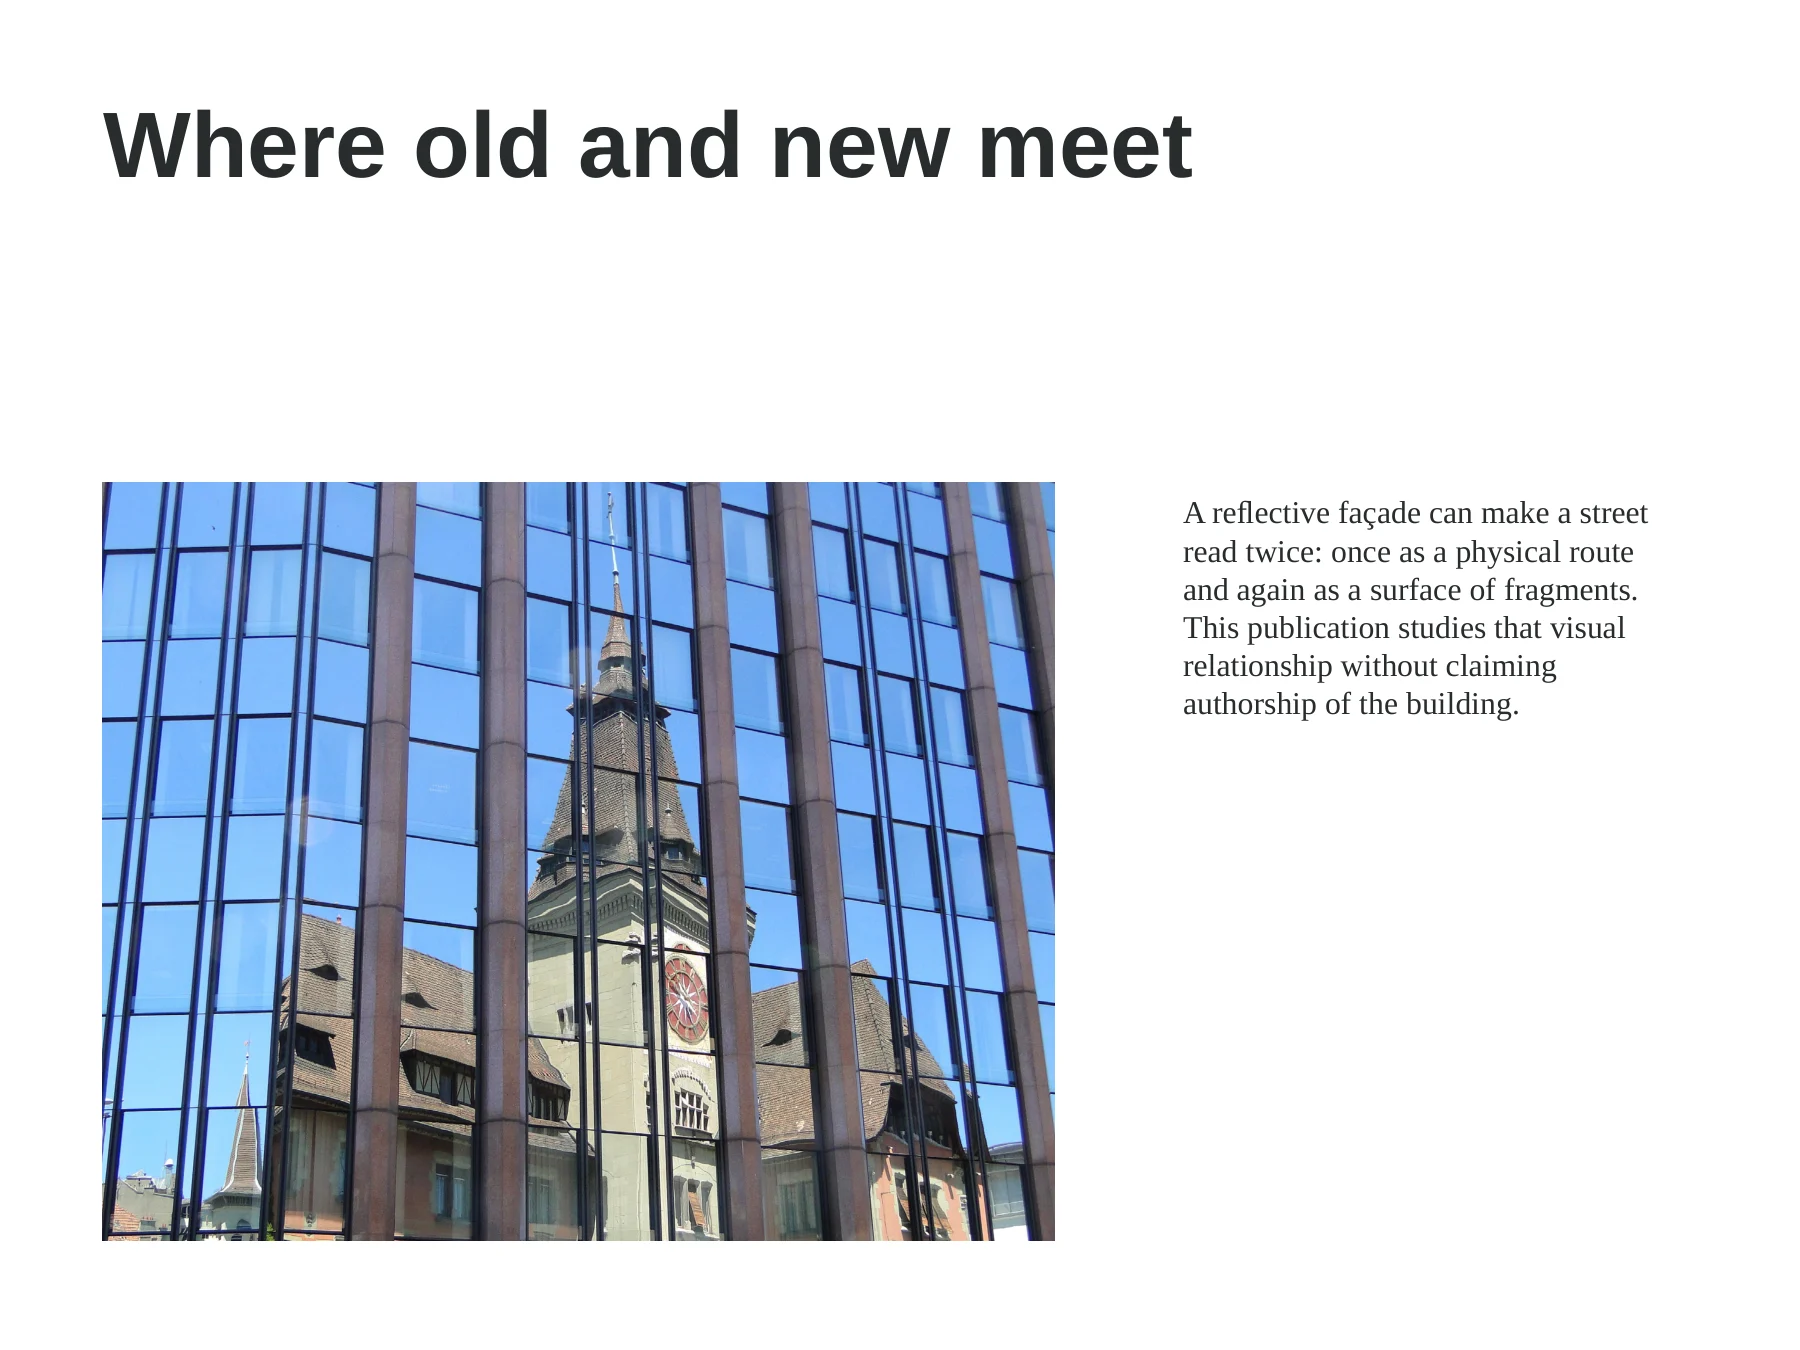 Where old and new meet
A reflective façade can make a street
read twice: once as a physical route
and again as a surface of fragments.
This publication studies that visual
relationship without claiming
authorship of the building.